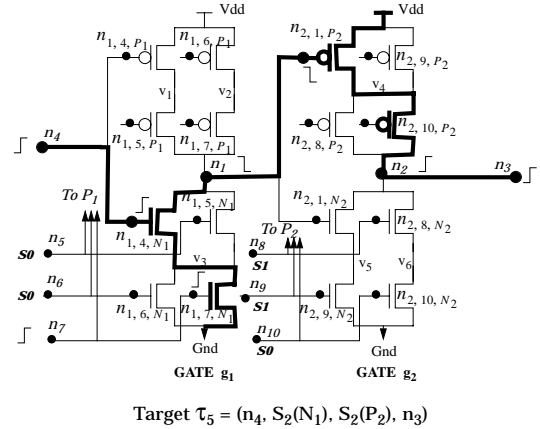 Vdd
Vdd
n1, 4, P1
n1, 6, P1
n2, 1, P2
n2, 9, P2
v1
v2
v4
n4
n1, 5, P1
n1, 7, P1
n2, 8, P2
n2, 10, P2
n1
n2
n3
To P1
n1, 5, N1
n2, 1, N2
n1, 4, N1
To P2
n2, 8, N2
n5
S0
v3
n8
S1
v5
v6
n6
S0
n9
S1
n1, 6, N1
n1, 7, N1
n2, 9, N2
n2, 10, N2
n7
n10
S0
Gnd
Gnd
GATE g1
GATE g2
Target τ5 = (n4, S2(N1), S2(P2), n3)